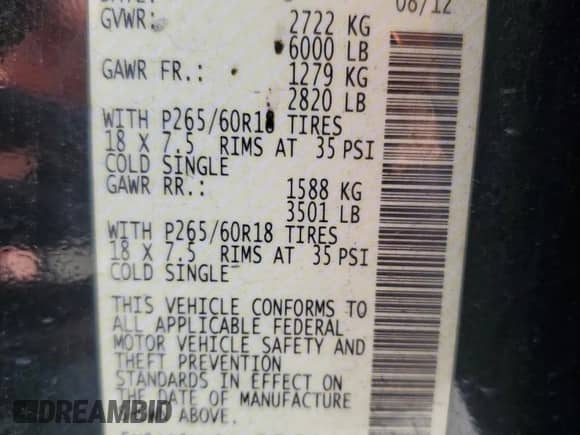 08/12
GVWR: 2722 KG
6000 LB
GAWR FR.: 1279 KG
2820 LB
WITH P265/60R18 TIRES
18 X 7.5 RIMS AT 35 PSI
COLD SINGLE
GAWR RR.: 1588 KG
3501 LB
WITH P265/60R18 TIRES
18 X 7.5 RIMS AT 35 PSI
COLD SINGLE
THIS VEHICLE CONFORMS TO
ALL APPLICABLE FEDERAL
MOTOR VEHICLE SAFETY AND
THEFT PREVENTION
STANDARDS IN EFFECT ON
THE DATE OF MANUFACTURE
ABOVE.
DREAMBID